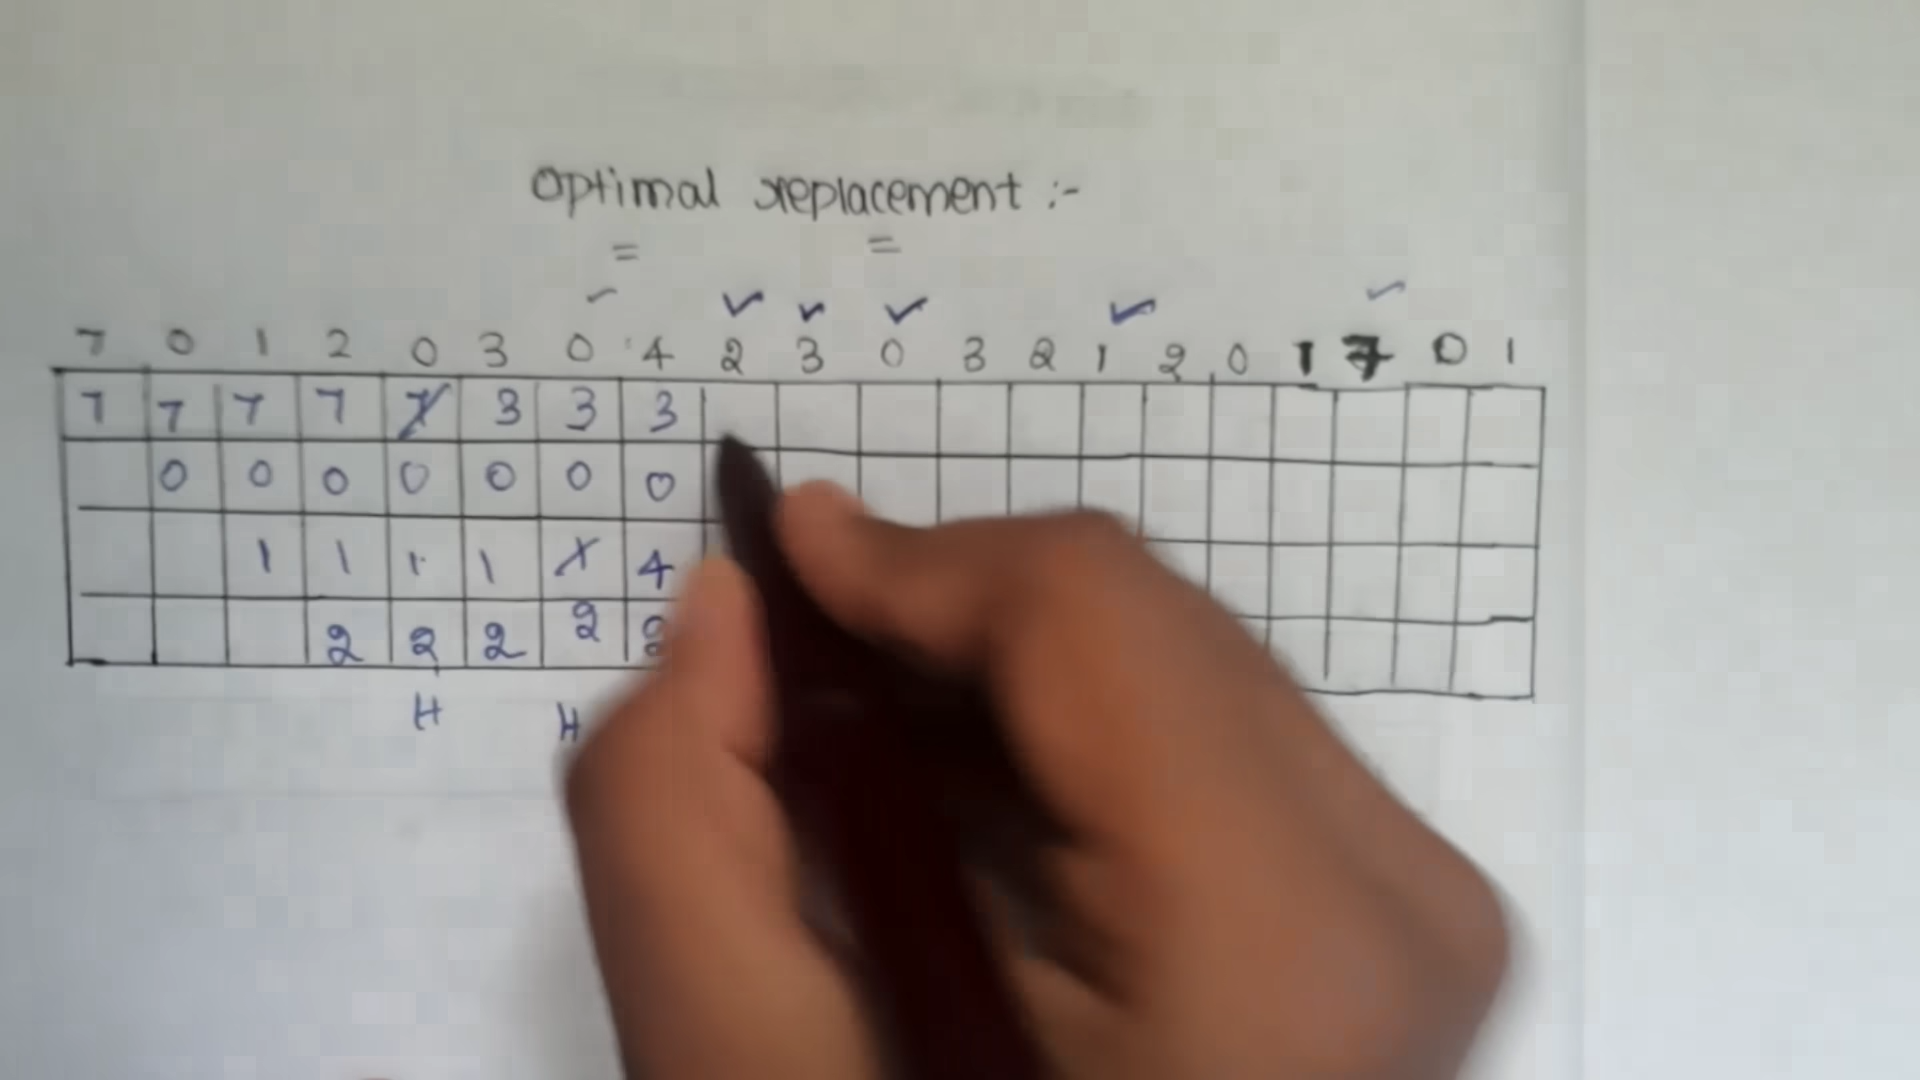 Optimal replacement :-
= =
7 0 1 2 0 3 0 4 2 3 0 3 2 1 2 0 1 7 0 1
7 7 7 7 7 3 3 3
0 0 0 0 0 0 0
1 1 1 1 1 4
2 2 2 2 2
H H